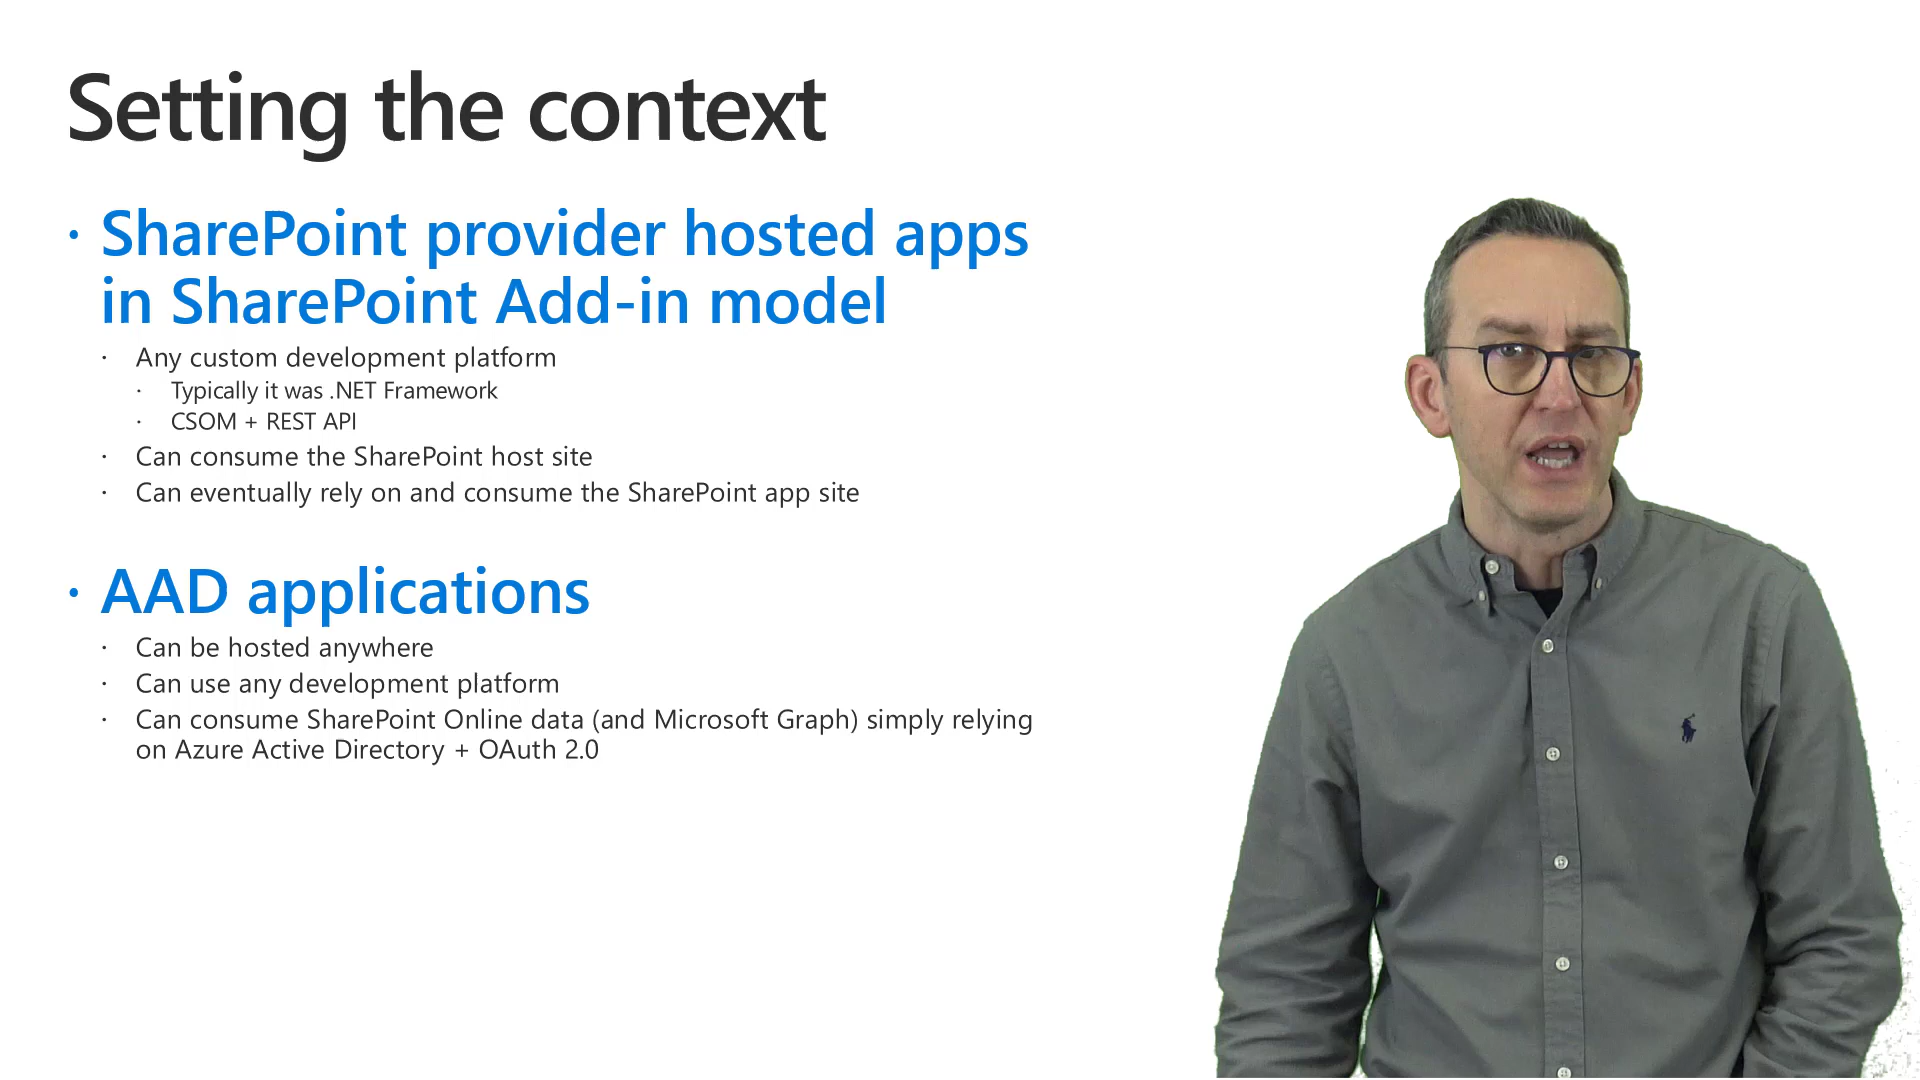 Setting the context
· SharePoint provider hosted apps
in SharePoint Add-in model
· Any custom development platform
· Typically it was .NET Framework
· CSOM + REST API
· Can consume the SharePoint host site
· Can eventually rely on and consume the SharePoint app site
· AAD applications
· Can be hosted anywhere
· Can use any development platform
· Can consume SharePoint Online data (and Microsoft Graph) simply relying
on Azure Active Directory + OAuth 2.0